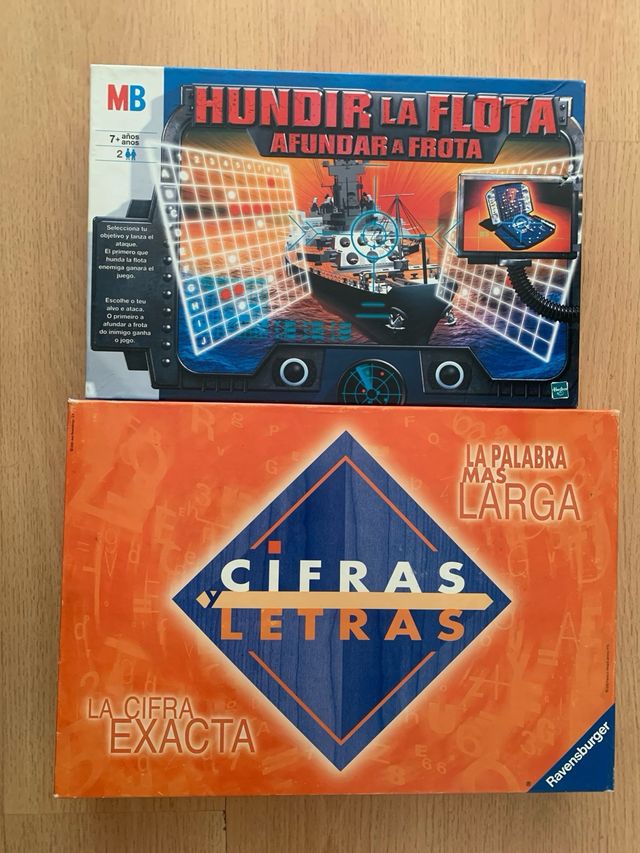 MB
HUNDIR LA FLOTA
AFUNDAR A FROTA
7+ años
anos
2
Selecciona tu
objetivo y lanza el
ataque.
El primero que
hunda la flota
enemiga ganará el
juego.
Escolhe o teu
alvo e ataca.
O primeiro a
afundar a frota
do inimigo ganha
o jogo.
G
H
I
J
Hasbro
LA PALABRA
MAS
LARGA
CIFRAS
y
LETRAS
LA CIFRA
EXACTA
Ravensburger